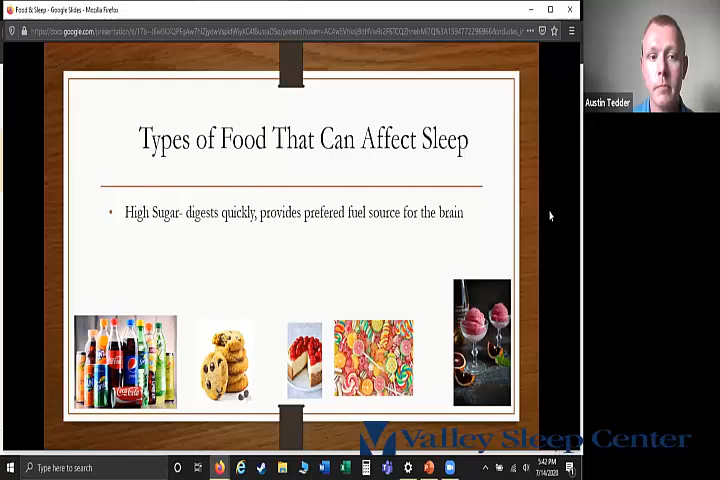 Food & Sleep - Google Slides - Mozilla Firefox
Austin Tedder
Types of Food That Can Affect Sleep
• High Sugar- digests quickly, provides prefered fuel source for the brain
Coca-Cola
Valley Sleep Center
Type here to search
5:42 PM
7/14/2020